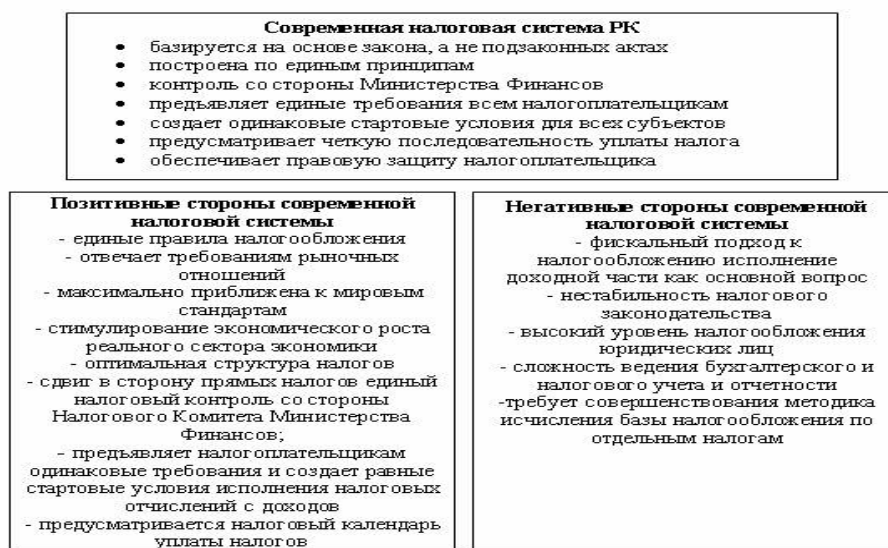 Современная налоговая система РК
• базируется на основе закона, а не подзаконных актах
• построена по единым принципам
• контроль со стороны Министерства Финансов
• предъявляет единые требования всем налогоплательщикам
• создает одинаковые стартовые условия для всех субъектов
• предусматривает четкую последовательность уплаты налога
• обеспечивает правовую защиту налогоплательщика
Позитивные стороны современной
налоговой системы
- единые правила налогообложения
- отвечает требованиям рыночных
отношений
- максимально приближена к мировым
стандартам
- стимулирование экономического роста
реального сектора экономики
- оптимальная структура налогов
- сдвиг в сторону прямых налогов единый
налоговый контроль со стороны
Налогового Комитета Министерства
Финансов;
- предъявляет налогоплательщикам
одинаковые требования и создает равные
стартовые условия исполнения налоговых
отчислений с доходов
- предусматривается налоговый календарь
уплаты налогов
Негативные стороны современной
налоговой системы
- фискальный подход к
налогообложению исполнение
доходной части как основной вопрос
- нестабильность налогового
законодательства
- высокий уровень налогообложения
юридических лиц
- сложность ведения бухгалтерского и
налогового учета и отчетности
-требует совершенствования методика
исчисления базы налогообложения по
отдельным налогам